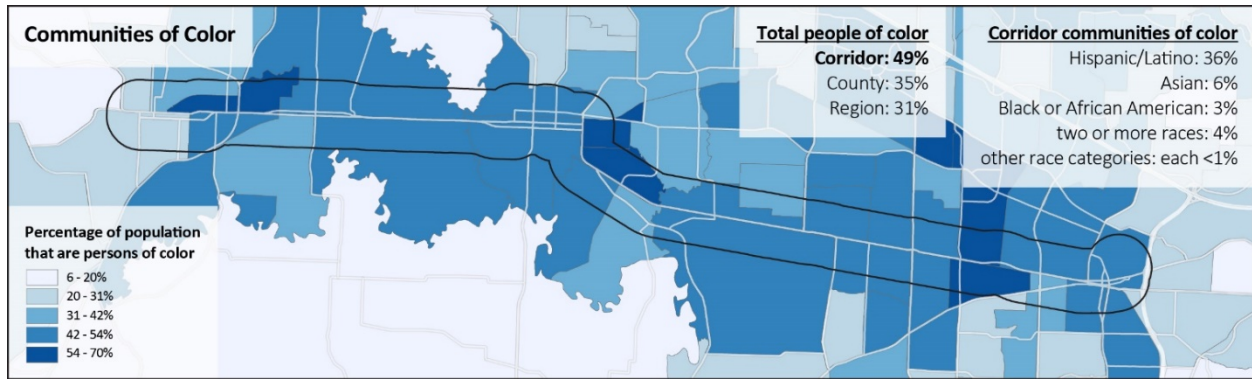 Communities of Color
Total people of color
Corridor: 49%
County: 35%
Region: 31%
Corridor communities of color
Hispanic/Latino: 36%
Asian: 6%
Black or African American: 3%
two or more races: 4%
other race categories: each <1%
Percentage of population
that are persons of color
6 - 20%
20 - 31%
31 - 42%
42 - 54%
54 - 70%